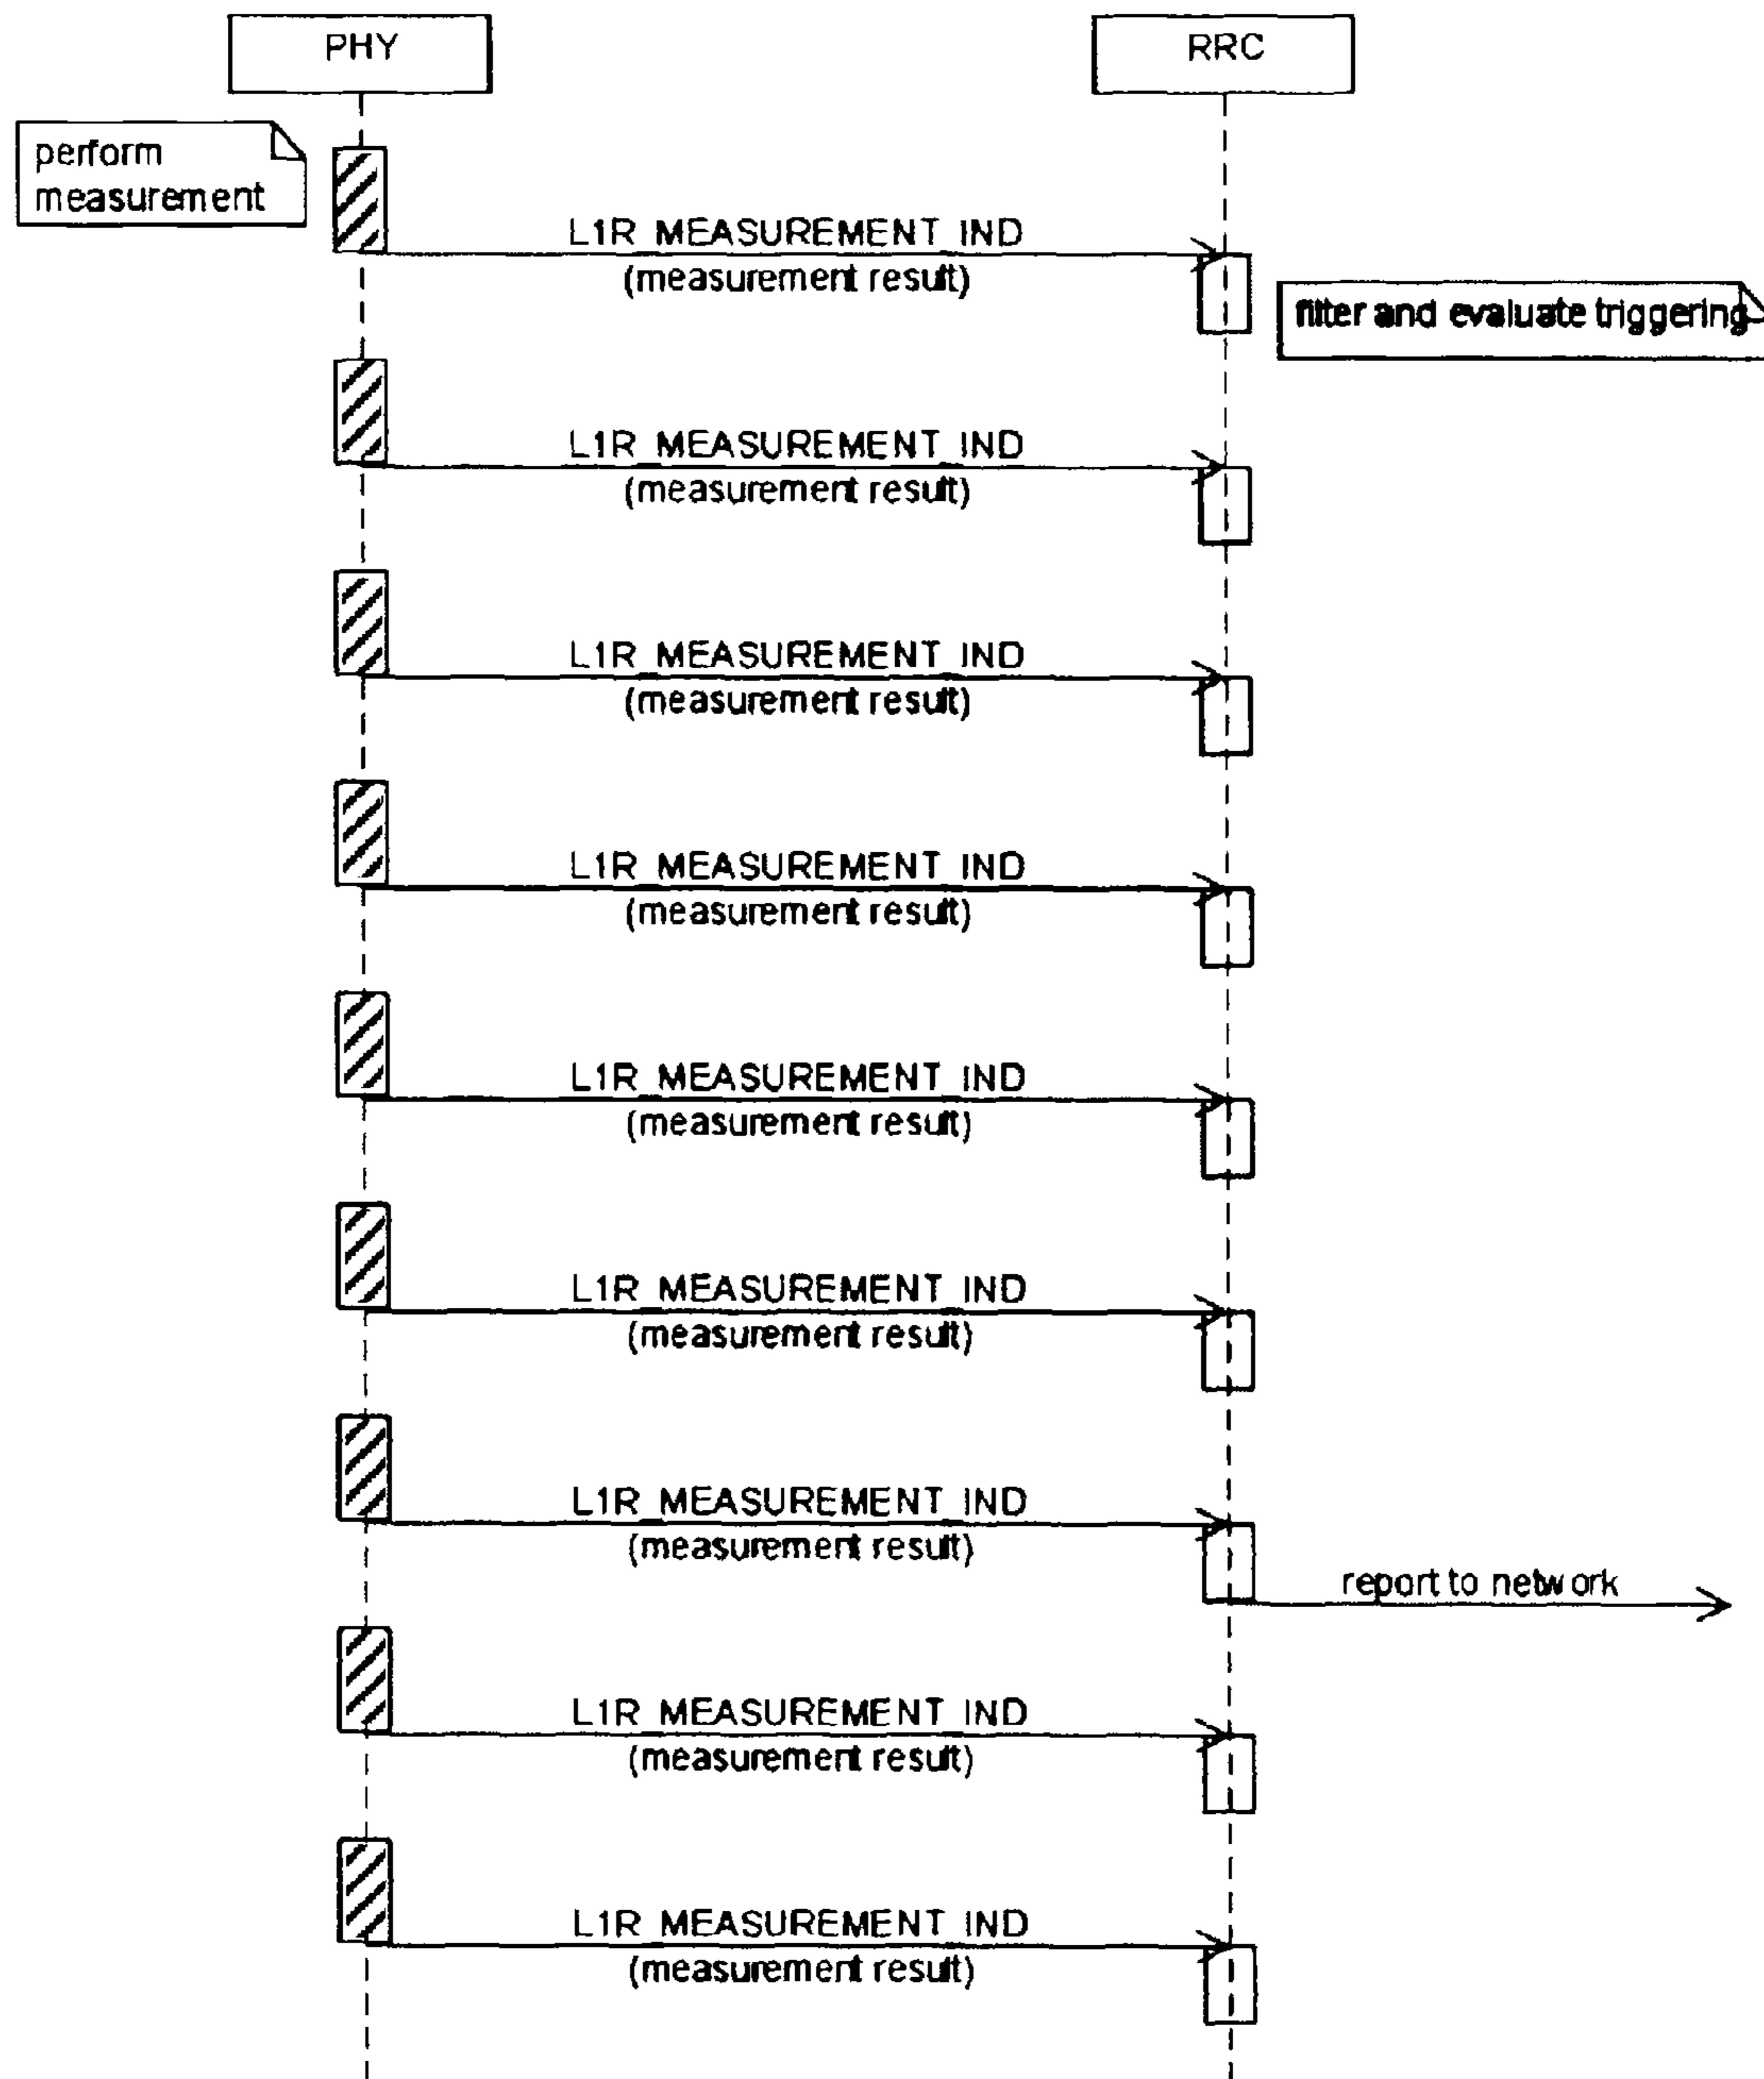 PHY
RRC
perform
measurement
L1R_MEASUREMENT_IND
(measurement result)
filter and evaluate triggering
L1R_MEASUREMENT_IND
(measurement result)
L1R_MEASUREMENT_IND
(measurement result)
L1R_MEASUREMENT_IND
(measurement result)
L1R_MEASUREMENT_IND
(measurement result)
L1R_MEASUREMENT_IND
(measurement result)
L1R_MEASUREMENT_IND
(measurement result)
report to network
L1R_MEASUREMENT_IND
(measurement result)
L1R_MEASUREMENT_IND
(measurement result)